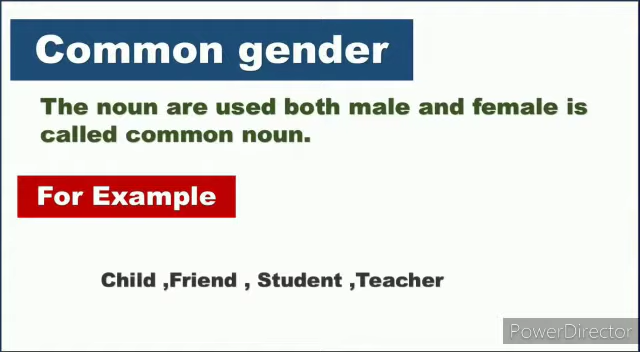 Common gender
The noun are used both male and female is
called common noun.
For Example
Child ,Friend , Student ,Teacher
PowerDirector